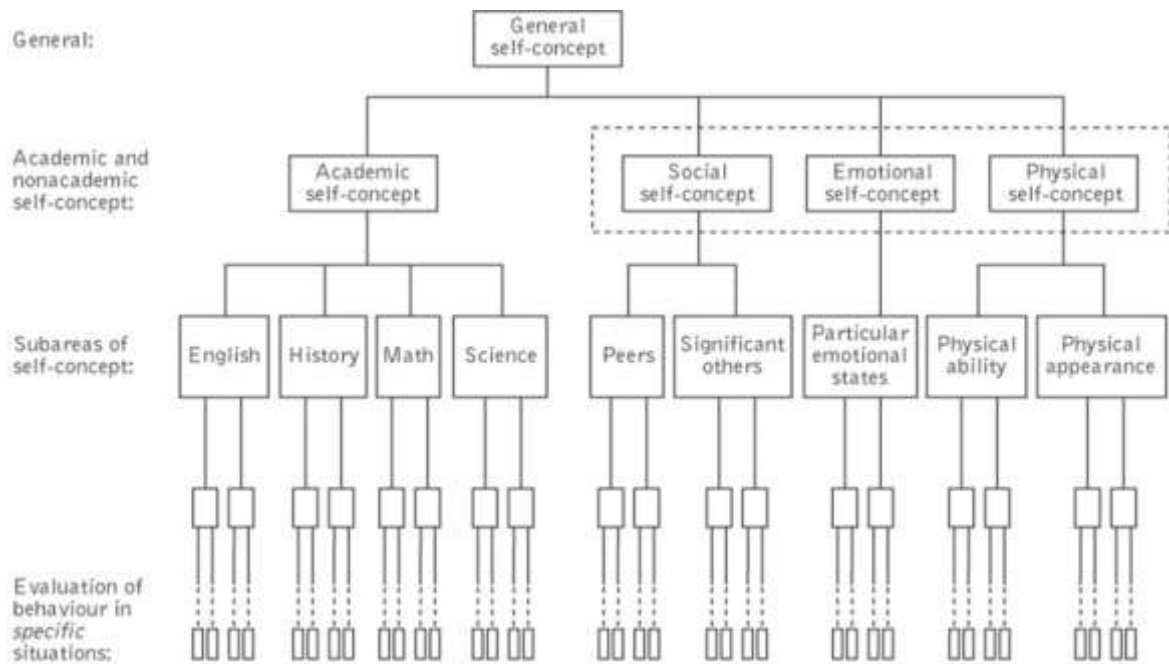 General:
General
self-concept
Academic and
nonacademic
self-concept:
Academic
self-concept
Social
self-concept
Emotional
self-concept
Physical
self-concept
Subareas of
self-concept:
English
History
Math
Science
Peers
Significant
others
Particular
emotional
states
Physical
ability
Physical
appearance
Evaluation of
behaviour in
specific
situations: